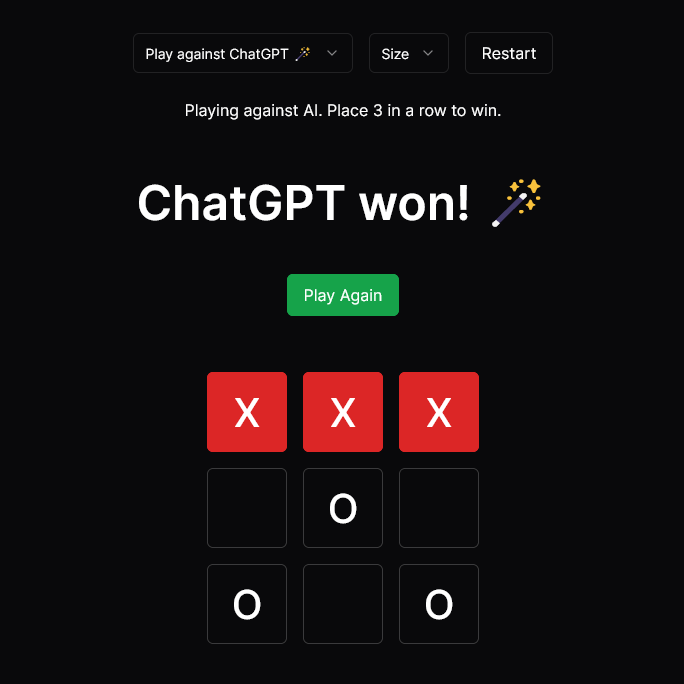 Play against ChatGPT 🪄 Size Restart
Playing against AI. Place 3 in a row to win.
ChatGPT won! 🪄
Play Again
X X X
O
O O